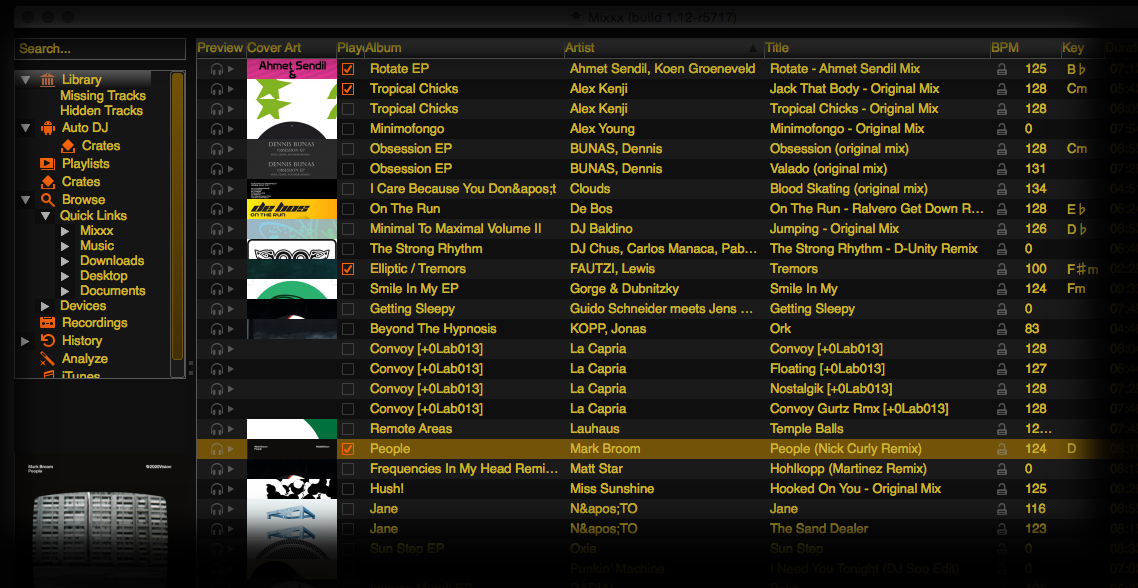 Mixxx (build 1.12-r5717)
Search...
Library
Missing Tracks
Hidden Tracks
Auto DJ
Crates
Playlists
Crates
Browse
Quick Links
Mixxx
Music
Downloads
Desktop
Documents
Devices
Recordings
History
Analyze
iTunes
Mark Broom ©2020Vision
People
Preview Cover Art Play Album Artist Title BPM Key
Ahmet Sendil
&
Rotate EP Ahmet Sendil, Koen Groeneveld Rotate - Ahmet Sendil Mix 125 B♭
Tropical Chicks Alex Kenji Jack That Body - Original Mix 128 Cm
Tropical Chicks Alex Kenji Tropical Chicks - Original Mix 128
Minimofongo Alex Young Minimofongo - Original Mix 0
DENNIS BUNAS
OBSESSION EP
Obsession EP BUNAS, Dennis Obsession (original mix) 128 Cm
DENNIS BUNAS
OBSESSION EP
Obsession EP BUNAS, Dennis Valado (original mix) 131
I Care Because You Don&apos;t Clouds Blood Skating (original mix) 134
de bos
ON THE RUN
On The Run De Bos On The Run - Ralvero Get Down R... 128 E♭
Minimal To Maximal Volume II DJ Baldino Jumping - Original Mix 126 D♭
The Strong Rhythm DJ Chus, Carlos Manaca, Pab... The Strong Rhythm - D-Unity Remix 0
Elliptic / Tremors FAUTZI, Lewis Tremors 100 F♯m
Smile In My EP Gorge & Dubnitzky Smile In My 124 Fm
Getting Sleepy Guido Schneider meets Jens ... Getting Sleepy 0
Beyond The Hypnosis KOPP, Jonas Ork 83
Convoy [+0Lab013] La Capria Convoy [+0Lab013] 128
Convoy [+0Lab013] La Capria Floating [+0Lab013] 127
Convoy [+0Lab013] La Capria Nostalgik [+0Lab013] 128
Convoy [+0Lab013] La Capria Convoy Gurtz Rmx [+0Lab013] 128
Remote Areas Lauhaus Temple Balls 12...
People Mark Broom People (Nick Curly Remix) 124 D
Frequencies In My Head Remi... Matt Star Hohlkopp (Martinez Remix) 0
Hush! Miss Sunshine Hooked On You - Original Mix 125
Jane N&apos;TO Jane 116
Jane N&apos;TO The Sand Dealer 123
Sun Step EP Oxia Sun Step 0
Punkin' Machine I Need You Tonight (DJ Soo Edit) 0